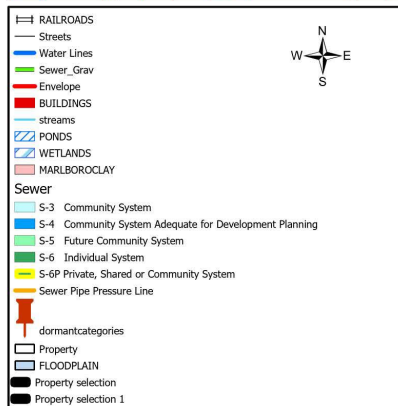 RAILROADS
Streets
Water Lines
Sewer_Grav
Envelope
BUILDINGS
streams
PONDS
WETLANDS
MARLBOROCLAY
Sewer
S-3 Community System
S-4 Community System Adequate for Development Planning
S-5 Future Community System
S-6 Individual System
S-6P Private, Shared or Community System
Sewer Pipe Pressure Line
dormantcategories
Property
FLOODPLAIN
Property selection
Property selection 1
N
W E
S